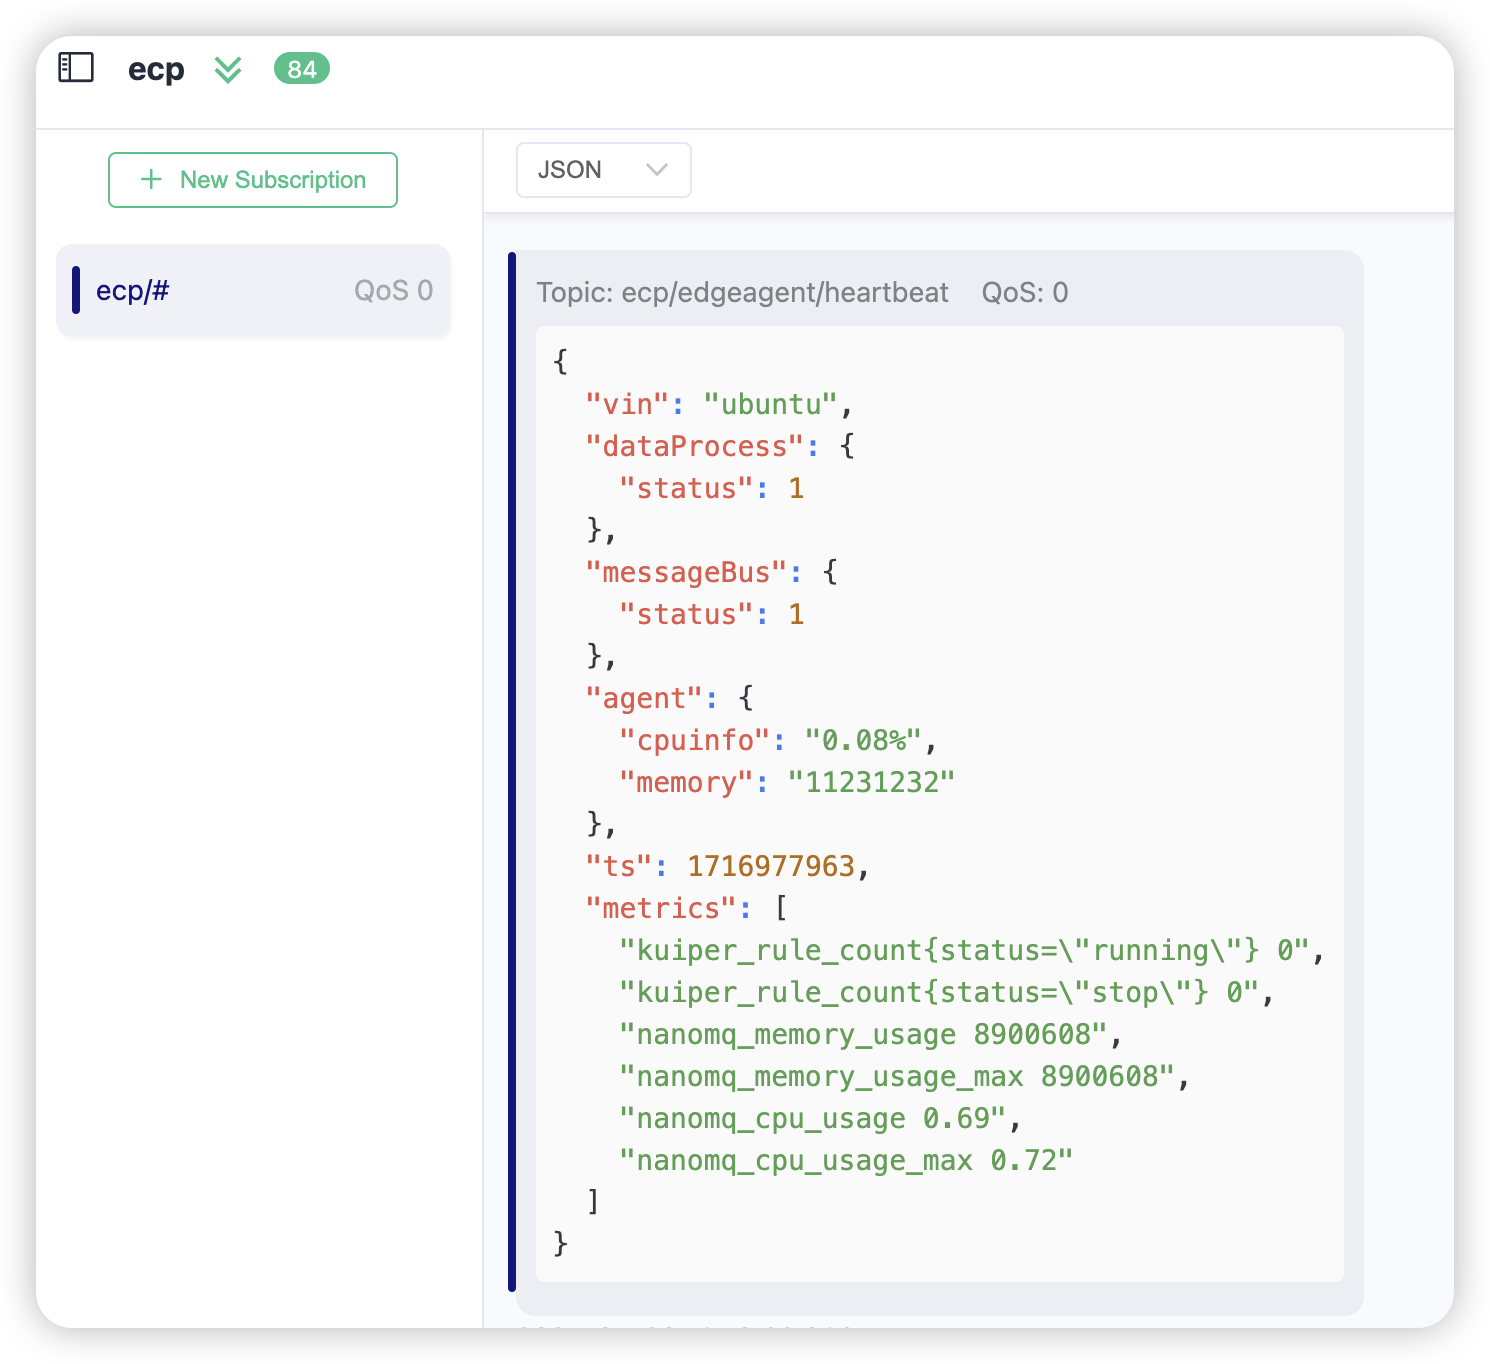 ecp 84
New Subscription
ecp/# QoS 0
JSON
Topic: ecp/edgeagent/heartbeat QoS: 0
{
  "vin": "ubuntu",
  "dataProcess": {
    "status": 1
  },
  "messageBus": {
    "status": 1
  },
  "agent": {
    "cpuinfo": "0.08%",
    "memory": "11231232"
  },
  "ts": 1716977963,
  "metrics": [
    "kuiper_rule_count{status=\"running\"} 0",
    "kuiper_rule_count{status=\"stop\"} 0",
    "nanomq_memory_usage 8900608",
    "nanomq_memory_usage_max 8900608",
    "nanomq_cpu_usage 0.69",
    "nanomq_cpu_usage_max 0.72"
  ]
}